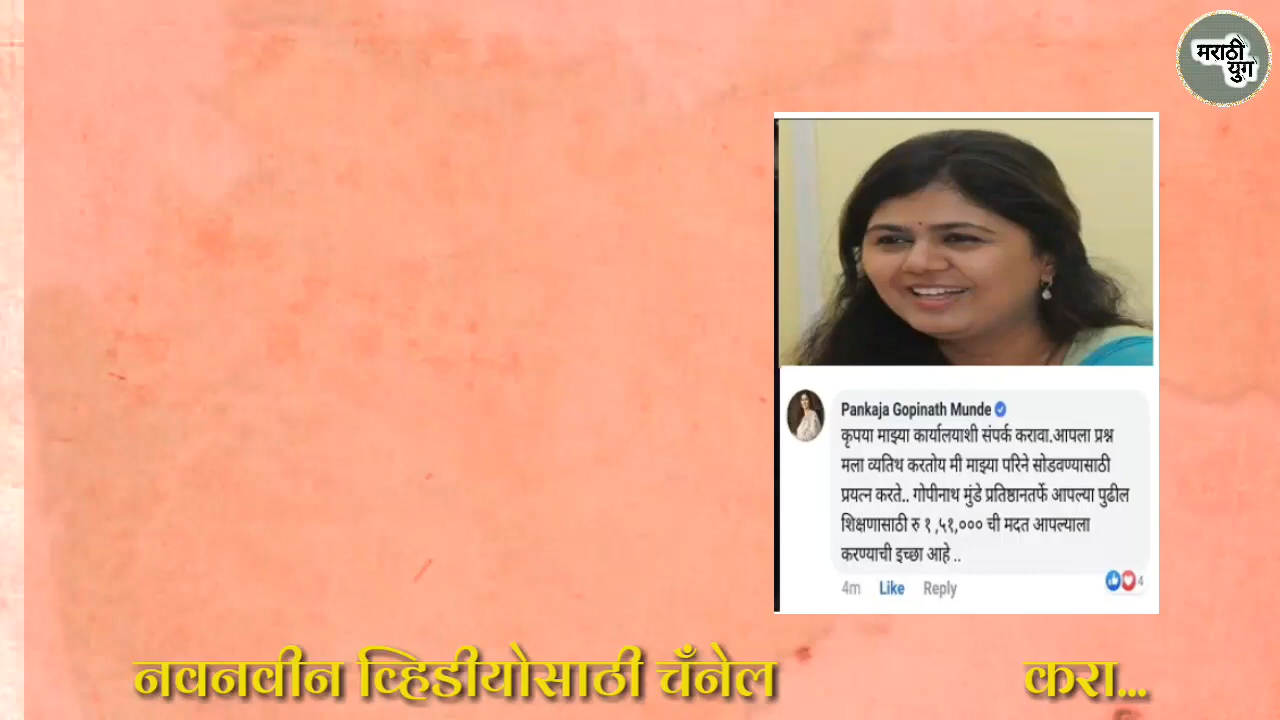 मराठी
युग
Pankaja Gopinath Munde
कृपया माझ्या कार्यालयाशी संपर्क करावा.आपला प्रश्न
मला व्यतिथ करतोय मी माझ्या परिने सोडवण्यासाठी
प्रयत्न करते.. गोपीनाथ मुंडे प्रतिष्ठानतर्फे आपल्या पुढील
शिक्षणासाठी रु १,५१,००० ची मदत आपल्याला
करण्याची इच्छा आहे ..
4m Like Reply 4
नवनवीन व्हिडीयोसाठी चँनेल करा...